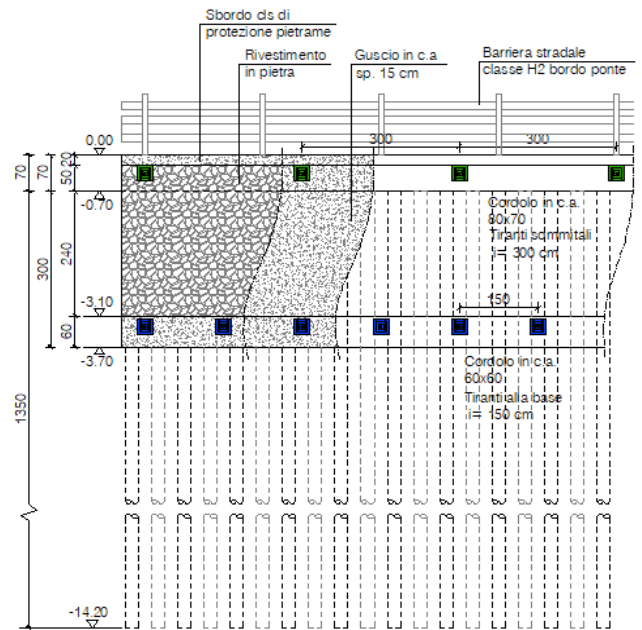 Sbordo cls di
protezione pietrame
Rivestimento
in pietra
Guscio in c.a
sp. 15 cm
Barriera stradale
classe H2 bordo ponte
300
300
0.00
70
70
20
50
-0.70
Cordolo in c.a.
80x70
Tiranti sommitali
i= 300 cm
300
240
150
-3.10
60
-3.70
Cordolo in c.a.
60x60
Tiranti alla base
i= 150 cm
1350
-14.20